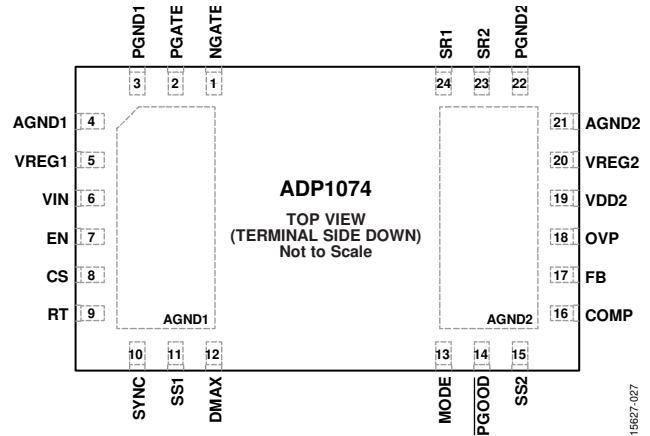 PGND1 PGATE NGATE SR1 SR2 PGND2
3 2 1 24 23 22
AGND1 4 21 AGND2
VREG1 5 20 VREG2
VIN 6 ADP1074 19 VDD2
TOP VIEW
EN 7 (TERMINAL SIDE DOWN) 18 OVP
Not to Scale
CS 8 17 FB
RT 9 16 COMP
AGND1 AGND2
10 11 12 13 14 15
SYNC SS1 DMAX MODE PGOOD SS2
15627-027